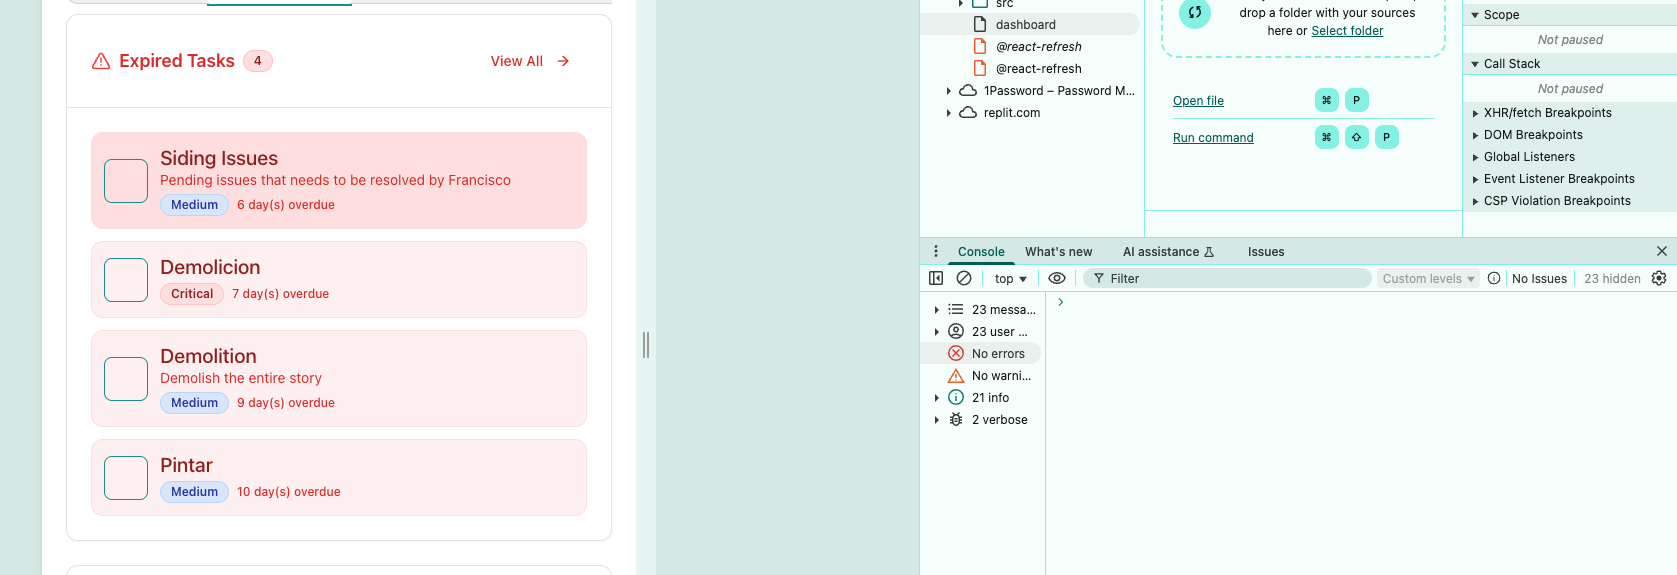 Expired Tasks 4
View All
Siding Issues
Pending issues that needs to be resolved by Francisco
Medium 6 day(s) overdue
Demolicion
Critical 7 day(s) overdue
Demolition
Demolish the entire story
Medium 9 day(s) overdue
Pintar
Medium 10 day(s) overdue
src
dashboard
@react-refresh
@react-refresh
1Password – Password M...
replit.com
drop a folder with your sources
here or Select folder
Open file ⌘ P
Run command ⌘ ⇧ P
Scope
Not paused
Call Stack
Not paused
XHR/fetch Breakpoints
DOM Breakpoints
Global Listeners
Event Listener Breakpoints
CSP Violation Breakpoints
Console What's new AI assistance Issues
top Filter Custom levels No Issues 23 hidden
23 messa...
23 user ...
No errors
No warni...
21 info
2 verbose